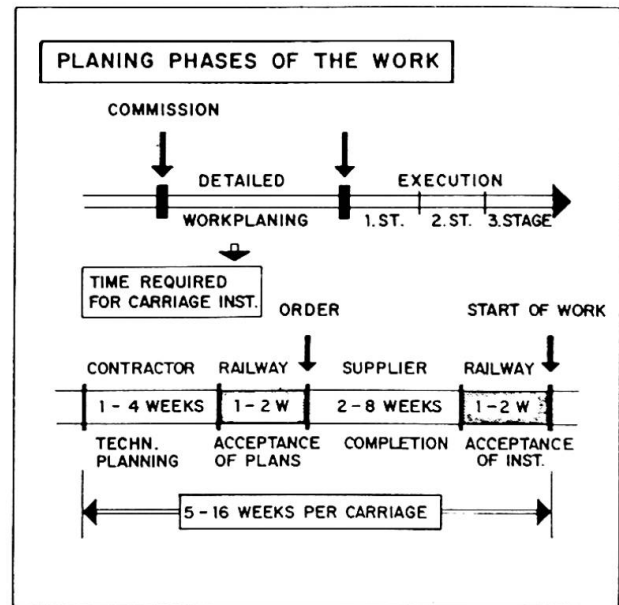 PLANING PHASES OF THE WORK
COMMISSION
DETAILED
EXECUTION
WORKPLANING
1. ST.
2. ST.
3. STAGE
TIME REQUIRED
FOR CARRIAGE INST.
ORDER
START OF WORK
CONTRACTOR
RAILWAY
SUPPLIER
RAILWAY
1 - 4 WEEKS
1 - 2 W
2 - 8 WEEKS
1 - 2 W
TECHN.
PLANNING
ACCEPTANCE
OF PLANS
COMPLETION
ACCEPTANCE
OF INST.
5 - 16 WEEKS PER CARRIAGE